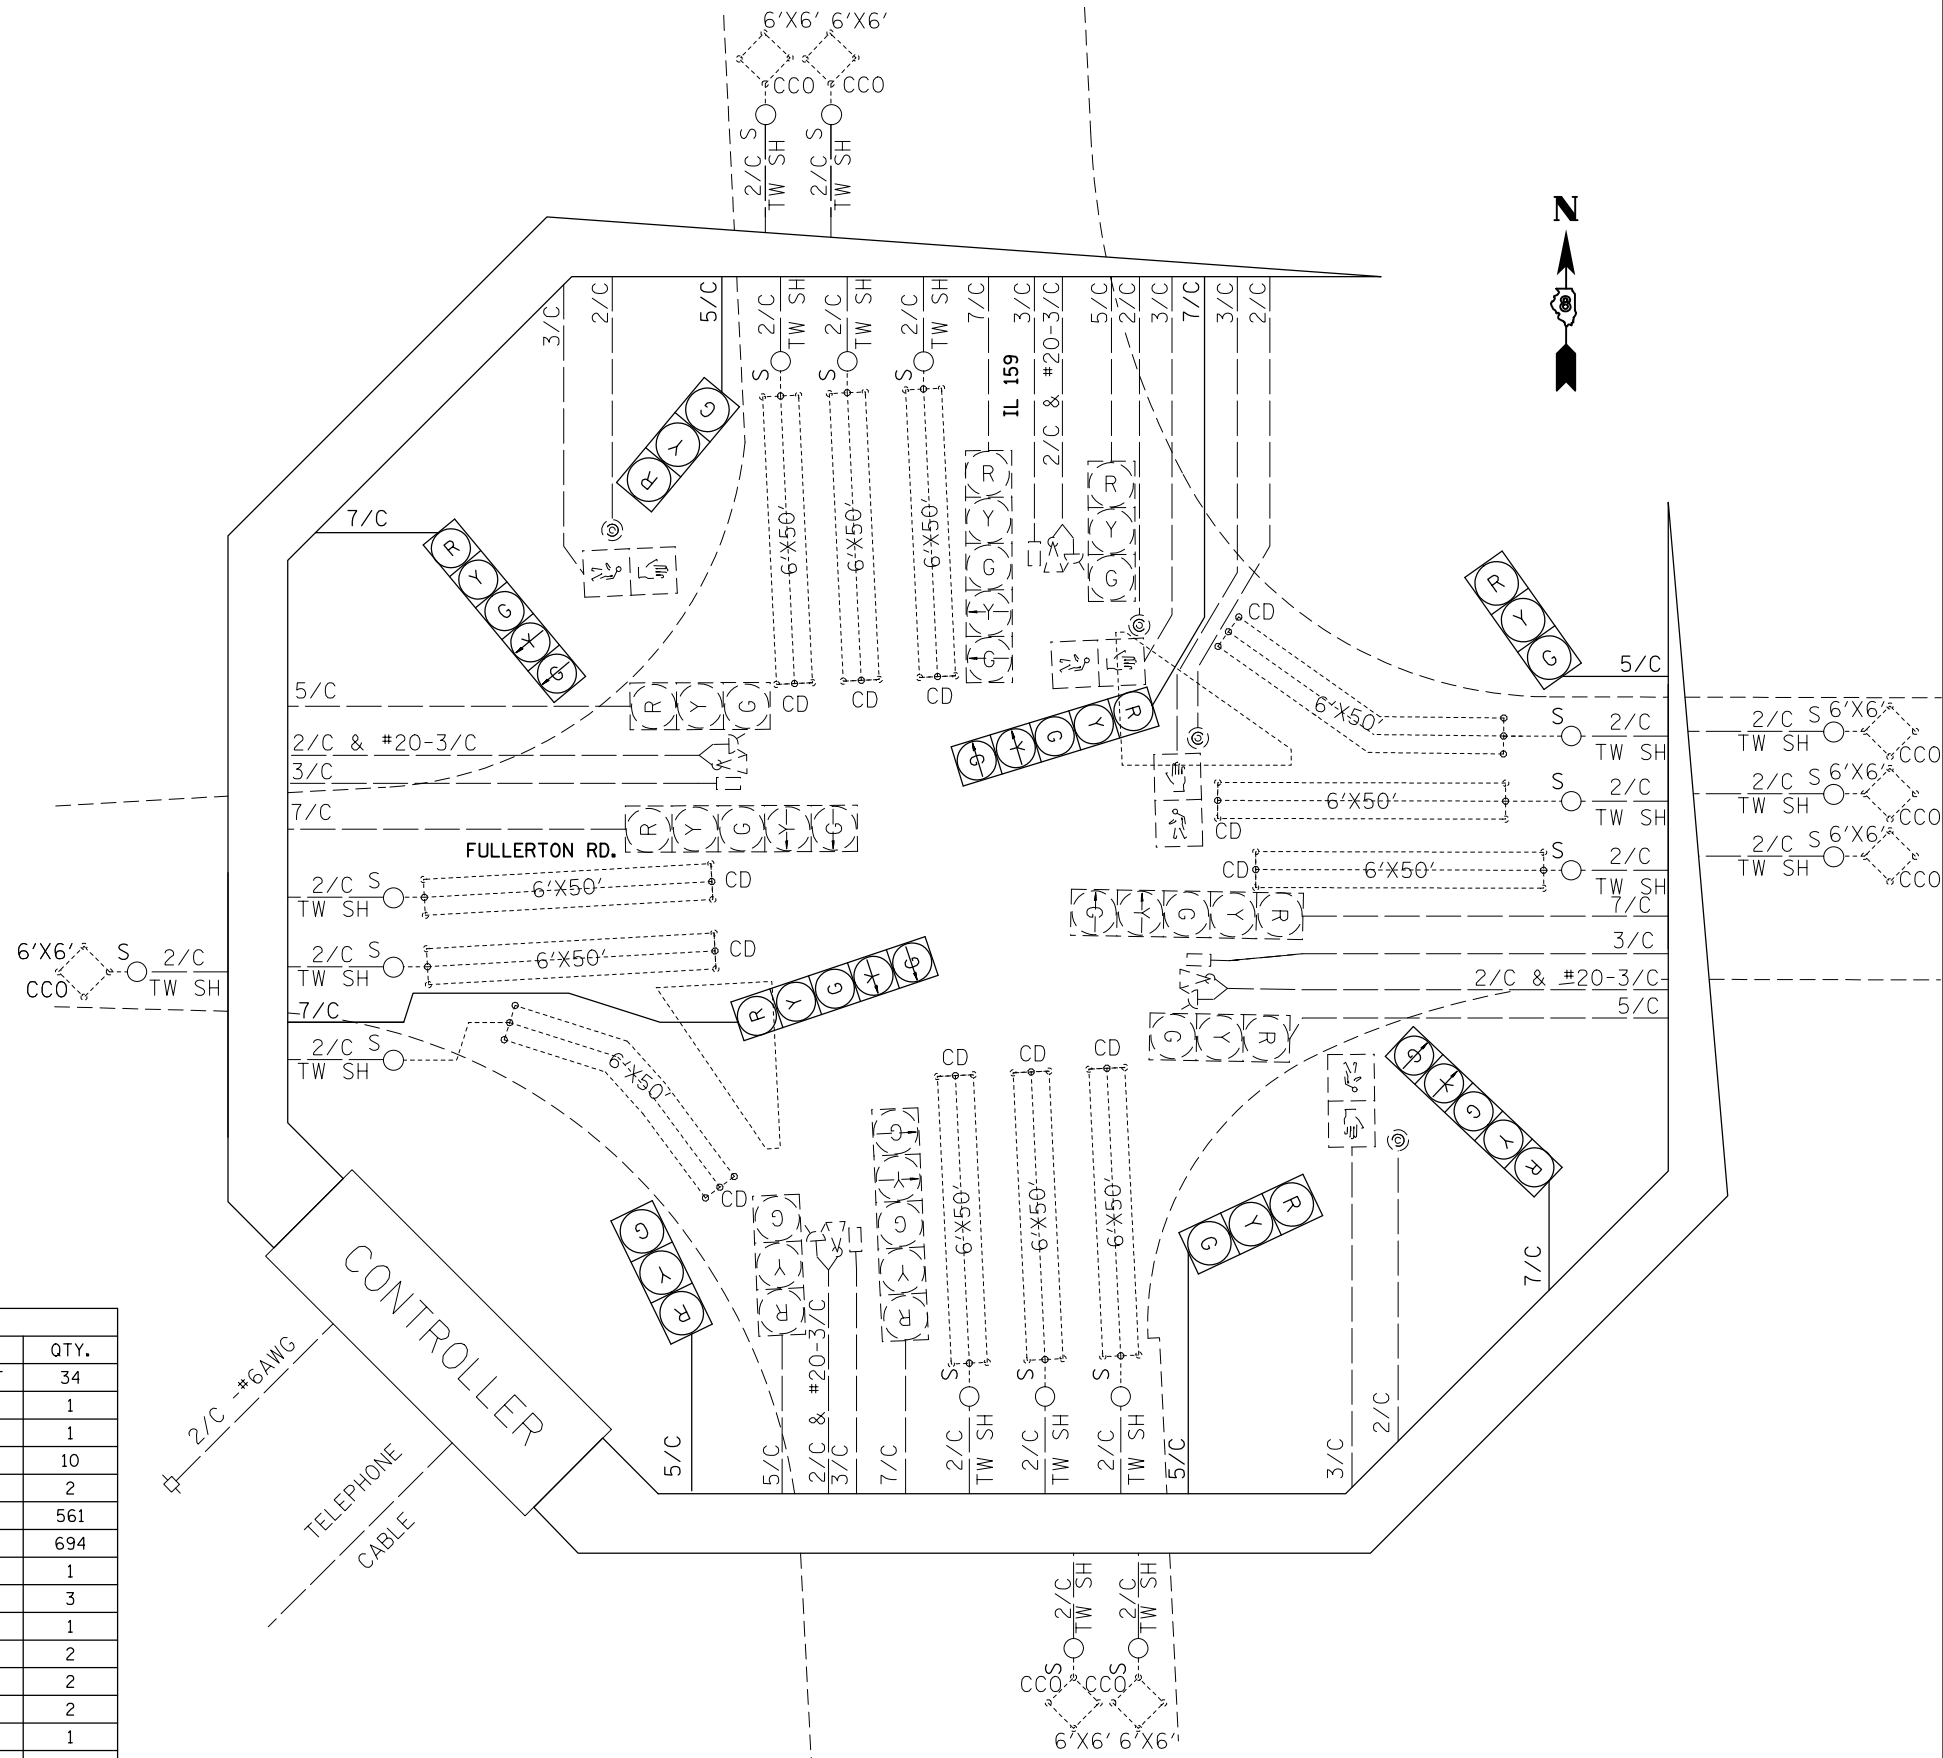 6'X6' 6'X6'
CCO CCO
S S
2/C 2/C
TW SH TW SH
N
8
3/C 2/C 5/C 2/C TW SH 2/C TW SH 2/C TW SH 7/C 3/C 2/C & #20-3/C 5/C 2/C 3/C 7/C 3/C 2/C
S S S
IL 159
G
Y
R
6'X50' 6'X50' 6'X50'
R
Y
G
Y
G
R
Y
G
7/C
R
Y
G
Y
G
CD CD CD
CD
R
Y
G
5/C
5/C
R Y G
2/C & #20-3/C
3/C
7/C
R Y G Y G
FULLERTON RD.
G Y G Y R
6'X50'
S 2/C
TW SH
2/C S 6'X6'
TW SH
CCO
6'X50'
CD
S 2/C
TW SH
2/C S 6'X6'
TW SH
CCO
6'X50'
CD
S 2/C
TW SH
2/C S 6'X6'
TW SH
CCO
2/C S
TW SH
6'X50'
CD
2/C S
TW SH
6'X50'
CD
6'X6' S 2/C
CCO TW SH
7/C
R Y G Y G
2/C S
TW SH
6'X50'
CD
G Y G Y R
7/C
3/C
2/C & #20-3/C
5/C
G Y R
CD CD CD
6'X50' 6'X50' 6'X50'
G
Y
G
Y
R
7/C
G
Y
R
5/C
G
Y
R
5/C
2/C & #20-3/C
3/C
G
Y
G
Y
R
7/C
S S S
2/C TW SH 2/C TW SH 2/C TW SH
G Y R
5/C
3/C
2/C
7/C
CONTROLLER
2/C -#6AWG
TELEPHONE
CABLE
2/C TW SH 2/C TW SH
S S
CCO CCO
6'X6' 6'X6'
QTY.
34
1
1
10
2
561
694
1
3
1
2
2
2
1